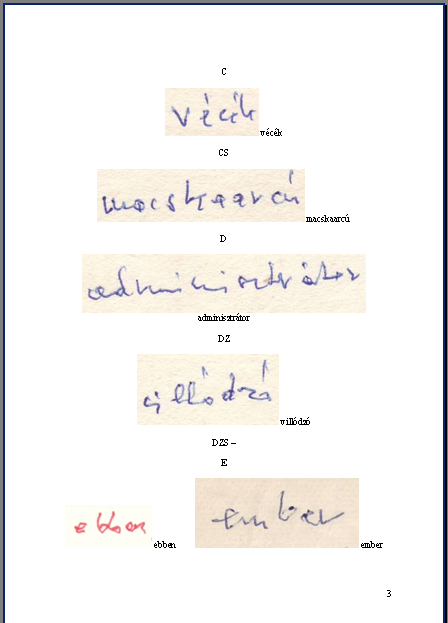 C
vécék vécék
CS
macskaarcú macskaarcú
D
adminisztrátor
adminisztrátor
DZ
villódzó villódzó
DZS –
E
ebben ebben ember ember
3